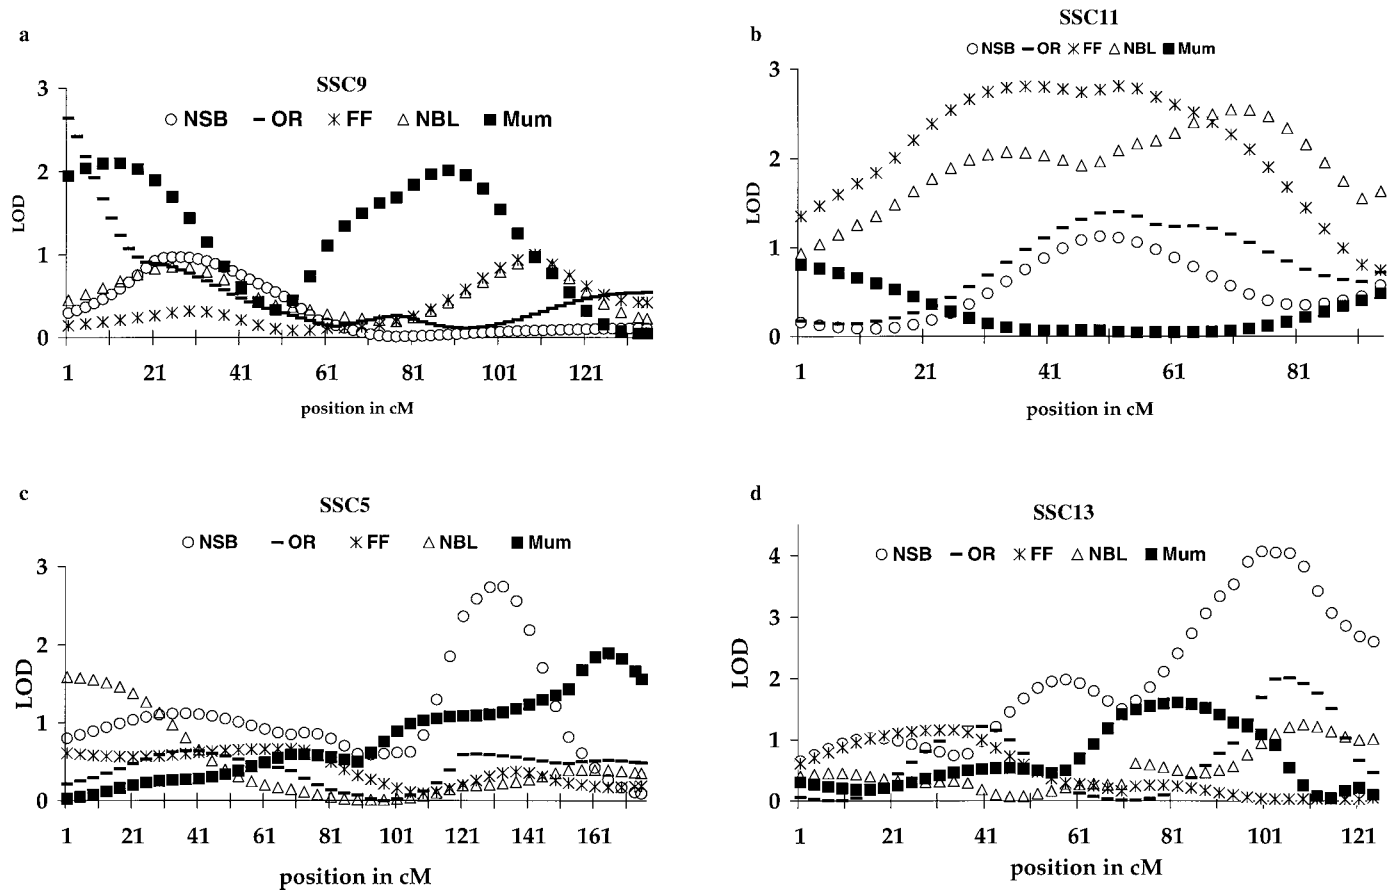 a
SSC9
NSB OR FF NBL Mum
3
2
1
0
LOD
1 21 41 61 81 101 121
position in cM
b
SSC11
NSB OR FF NBL Mum
3
2
1
0
LOD
1 21 41 61 81
position in cM
c
SSC5
NSB OR FF NBL Mum
3
2
1
0
LOD
1 21 41 61 81 101 121 141 161
position in cM
d
SSC13
NSB OR FF NBL Mum
4
3
2
1
0
LOD
1 21 41 61 81 101 121
position in cM